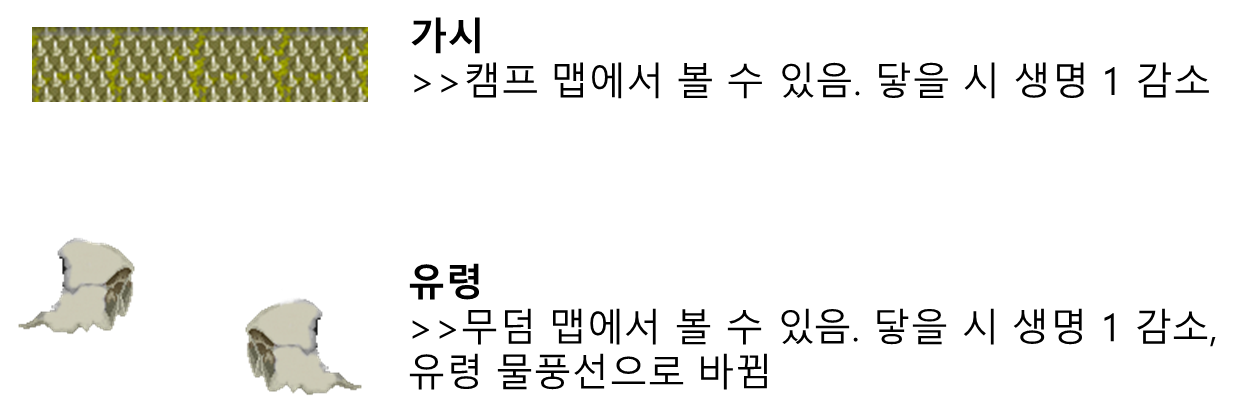 가시
>>캠프 맵에서 볼 수 있음. 닿을 시 생명 1 감소
유령
>>무덤 맵에서 볼 수 있음. 닿을 시 생명 1 감소,
유령 물풍선으로 바뀜